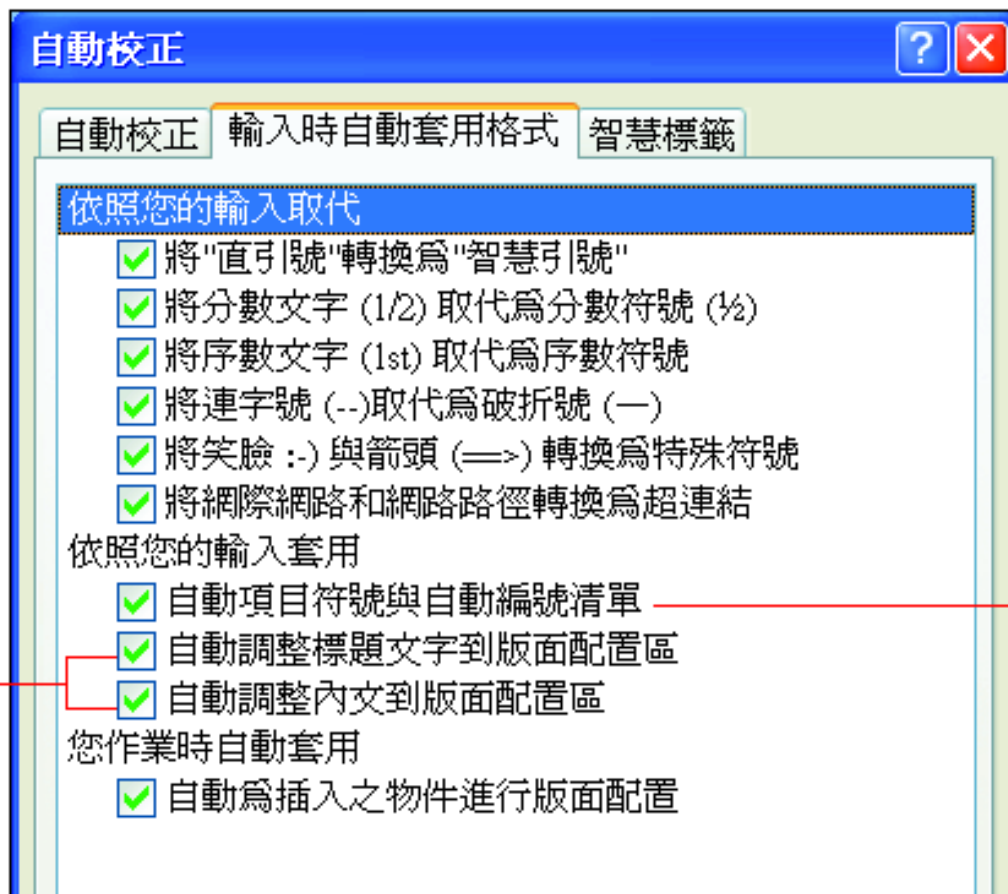 自動校正
自動校正 輸入時自動套用格式 智慧標籤
依照您的輸入取代
將"直引號"轉換為"智慧引號"
將分數文字 (1/2) 取代為分數符號 (½)
將序數文字 (1st) 取代為序數符號
將連字號 (--)取代為破折號 (—)
將笑臉 :-) 與箭頭 (==>) 轉換為特殊符號
將網際網路和網路路徑轉換為超連結
依照您的輸入套用
自動項目符號與自動編號清單
自動調整標題文字到版面配置區
自動調整內文到版面配置區
您作業時自動套用
自動為插入之物件進行版面配置